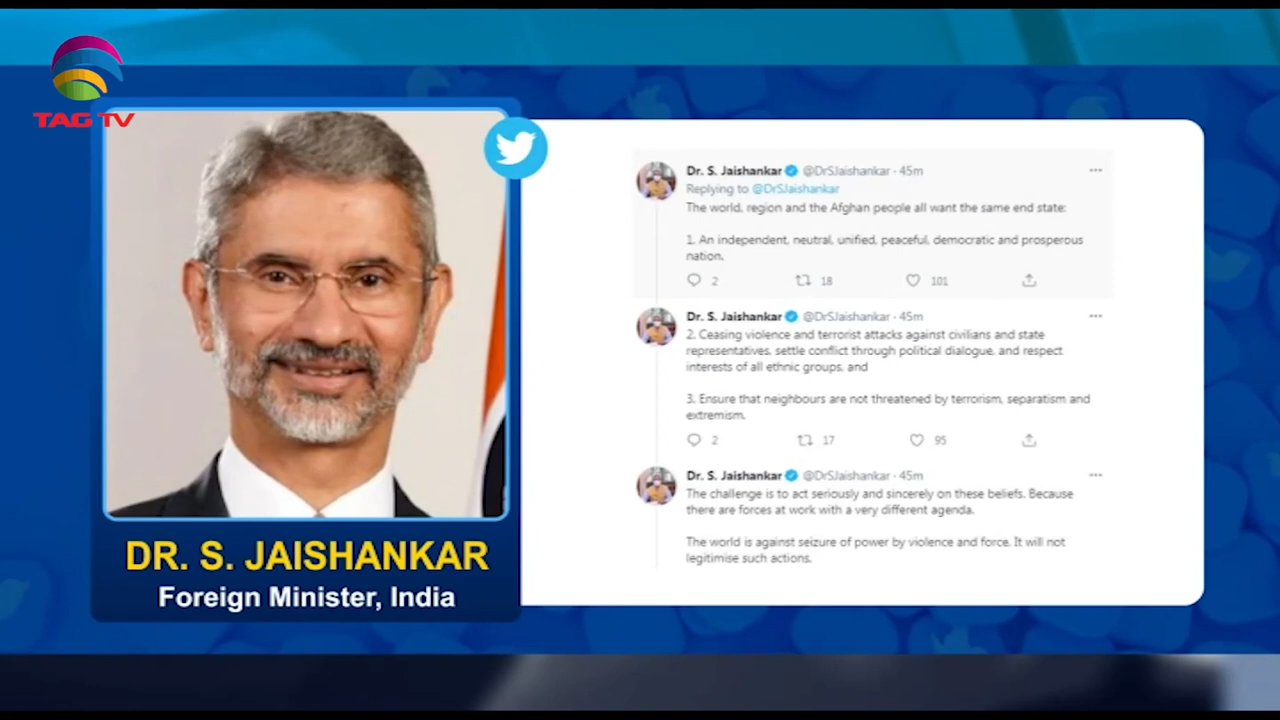 TAG TV
DR. S. JAISHANKAR
Foreign Minister, India
Dr. S. Jaishankar @DrSJaishankar · 45m
Replying to @DrSJaishankar
The world, region and the Afghan people all want the same end state:
1. An independent, neutral, unified, peaceful, democratic and prosperous
nation.
2 18 101
Dr. S. Jaishankar @DrSJaishankar · 45m
2. Ceasing violence and terrorist attacks against civilians and state
representatives, settle conflict through political dialogue, and respect
interests of all ethnic groups, and
3. Ensure that neighbours are not threatened by terrorism, separatism and
extremism.
2 17 95
Dr. S. Jaishankar @DrSJaishankar · 45m
The challenge is to act seriously and sincerely on these beliefs. Because
there are forces at work with a very different agenda.
The world is against seizure of power by violence and force. It will not
legitimise such actions.